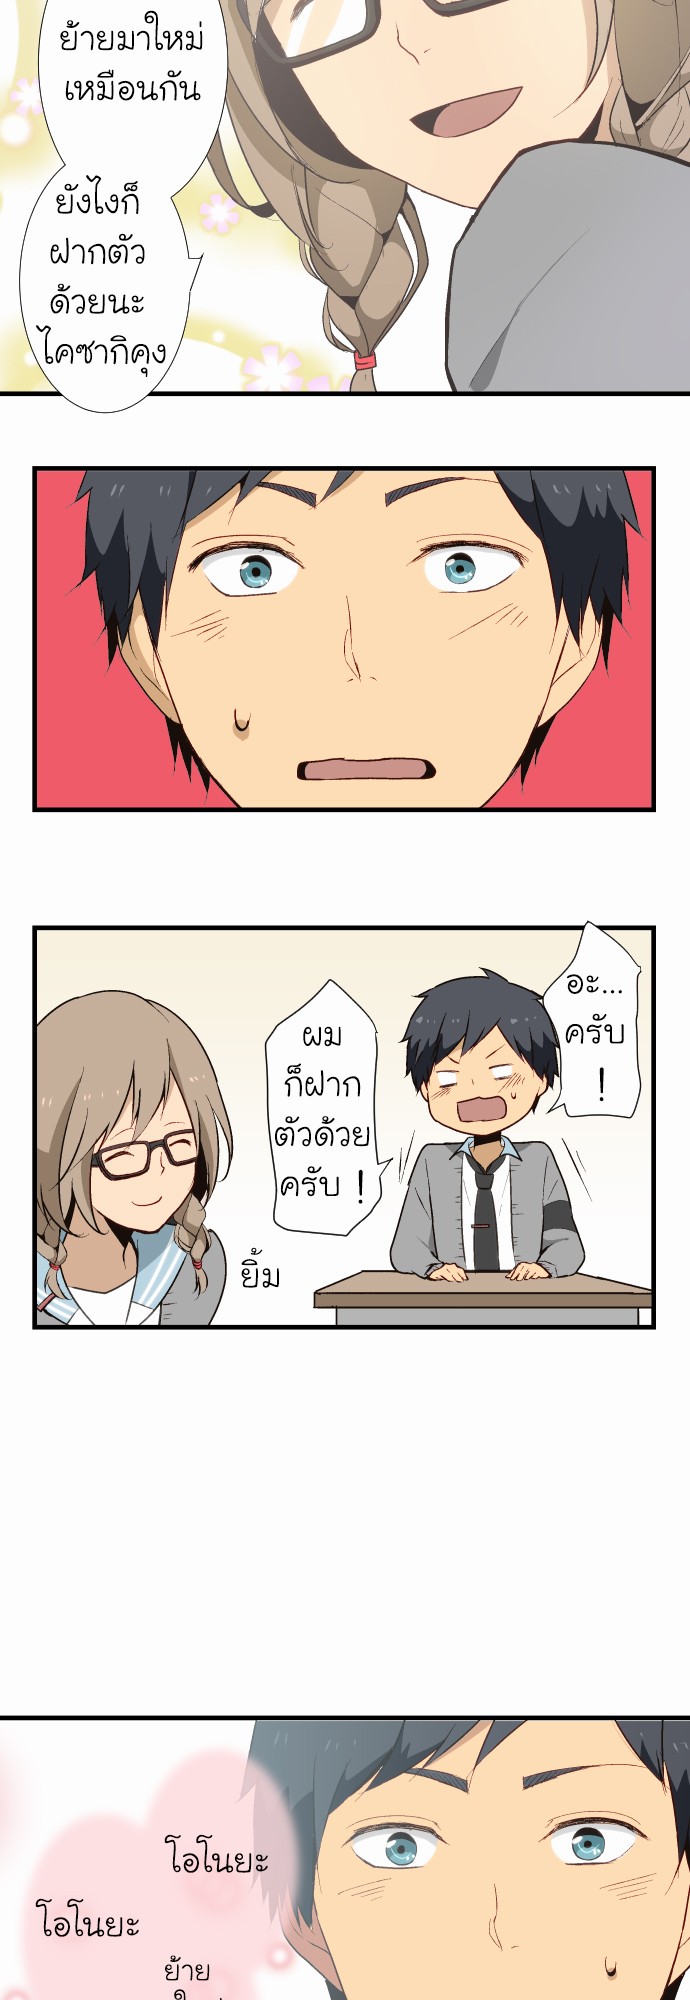 ย้ายมาใหม่
เหมือนกัน
ยังไงก็
ฝากตัว
ด้วยนะ
ไคซากิคุง
อะ...
ครับ
!
ผม
ก็ฝาก
ตัวด้วย
ครับ !
ยิ้ม
โอโนยะ
โอโนยะ
ย้าย